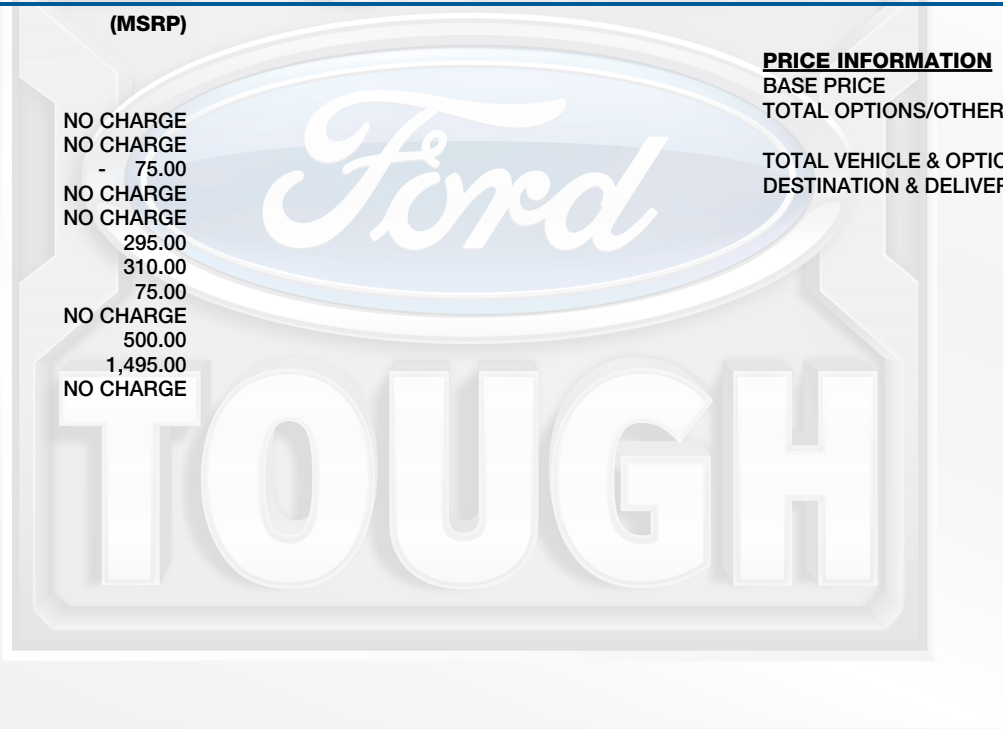 (MSRP)
NO CHARGE
NO CHARGE
- 75.00
NO CHARGE
NO CHARGE
295.00
310.00
75.00
NO CHARGE
500.00
1,495.00
NO CHARGE
PRICE INFORMATION
BASE PRICE
TOTAL OPTIONS/OTHER
TOTAL VEHICLE & OPTIO
DESTINATION & DELIVER
Ford
TOUGH